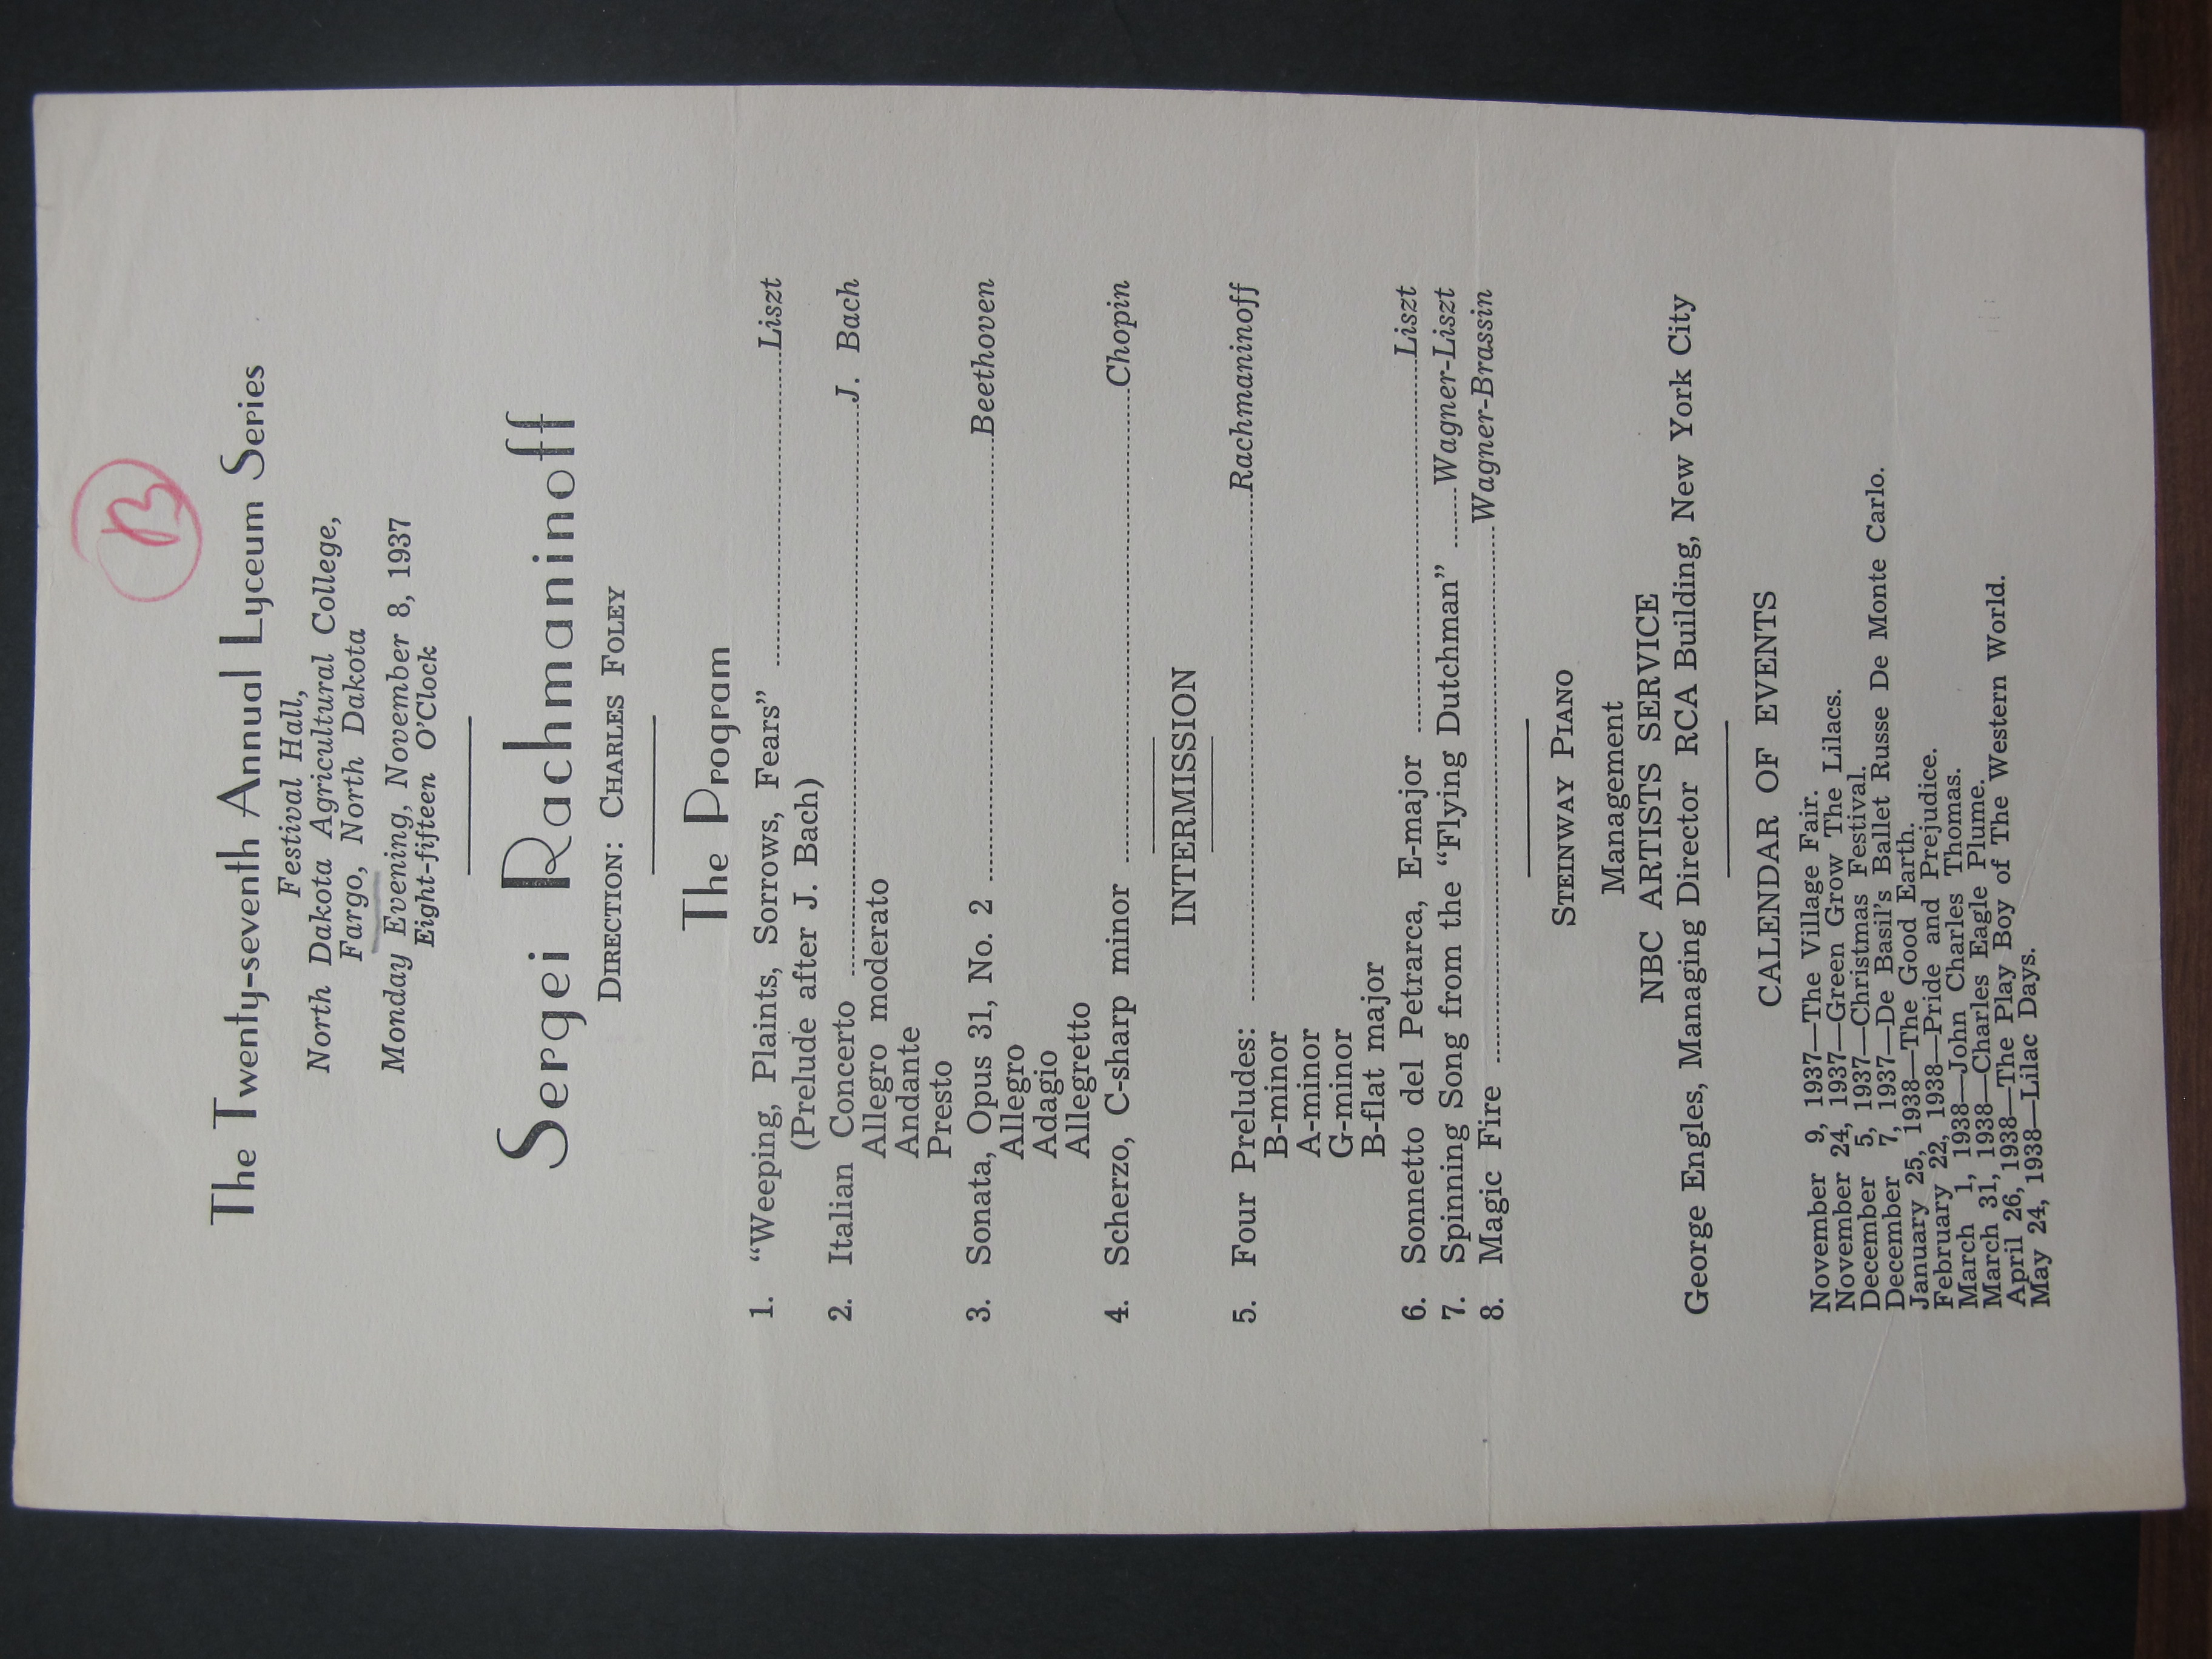 B
The Twenty-seventh Annual Lyceum Series
Festival Hall,
North Dakota Agricultural College,
Fargo, North Dakota
Monday Evening, November 8, 1937
Eight-fifteen O'Clock
Sergei Rachmaninoff
DIRECTION: CHARLES FOLEY
The Program
1. "Weeping, Plaints, Sorrows, Fears" ........ Liszt
(Prelude after J. Bach)
2. Italian Concerto ........ J. Bach
Allegro moderato
Andante
Presto
3. Sonata, Opus 31, No. 2 ........ Beethoven
Allegro
Adagio
Allegretto
4. Scherzo, C-sharp minor ........ Chopin
INTERMISSION
5. Four Preludes: ........ Rachmaninoff
B-minor
A-minor
G-minor
B-flat major
6. Sonnetto del Petrarca, E-major ........ Liszt
7. Spinning Song from the "Flying Dutchman" ........ Wagner-Liszt
8. Magic Fire ........ Wagner-Brassin
STEINWAY PIANO
Management
NBC ARTISTS SERVICE
George Engles, Managing Director RCA Building, New York City
CALENDAR OF EVENTS
November 9, 1937—The Village Fair.
November 24, 1937—Green Grow The Lilacs.
December 5, 1937—Christmas Festival.
December 7, 1937—De Basil's Ballet Russe De Monte Carlo.
January 25, 1938—The Good Earth.
February 22, 1938—Pride and Prejudice.
March 1, 1938—John Charles Thomas.
March 31, 1938—Charles Eagle Plume.
April 26, 1938—The Play Boy of The Western World.
May 24, 1938—Lilac Days.